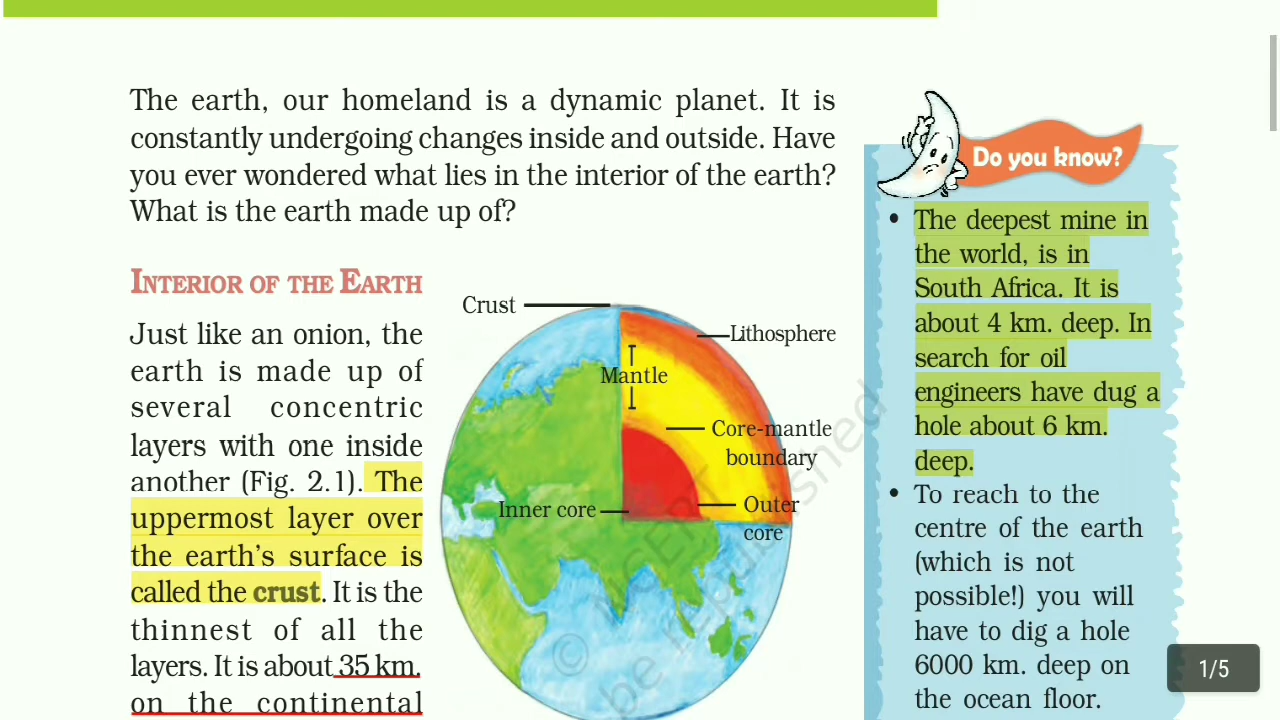 The earth, our homeland is a dynamic planet. It is
constantly undergoing changes inside and outside. Have
you ever wondered what lies in the interior of the earth?
What is the earth made up of?
INTERIOR OF THE EARTH
Just like an onion, the
earth is made up of
several concentric
layers with one inside
another (Fig. 2.1). The
uppermost layer over
the earth's surface is
called the crust. It is the
thinnest of all the
layers. It is about 35 km.
on the continental
Crust
Lithosphere
Mantle
Core-mantle
boundary
Inner core
Outer
core
© NCERT
be republished
Do you know?
• The deepest mine in
the world, is in
South Africa. It is
about 4 km. deep. In
search for oil
engineers have dug a
hole about 6 km.
deep.
• To reach to the
centre of the earth
(which is not
possible!) you will
have to dig a hole
6000 km. deep on
the ocean floor.
1/5